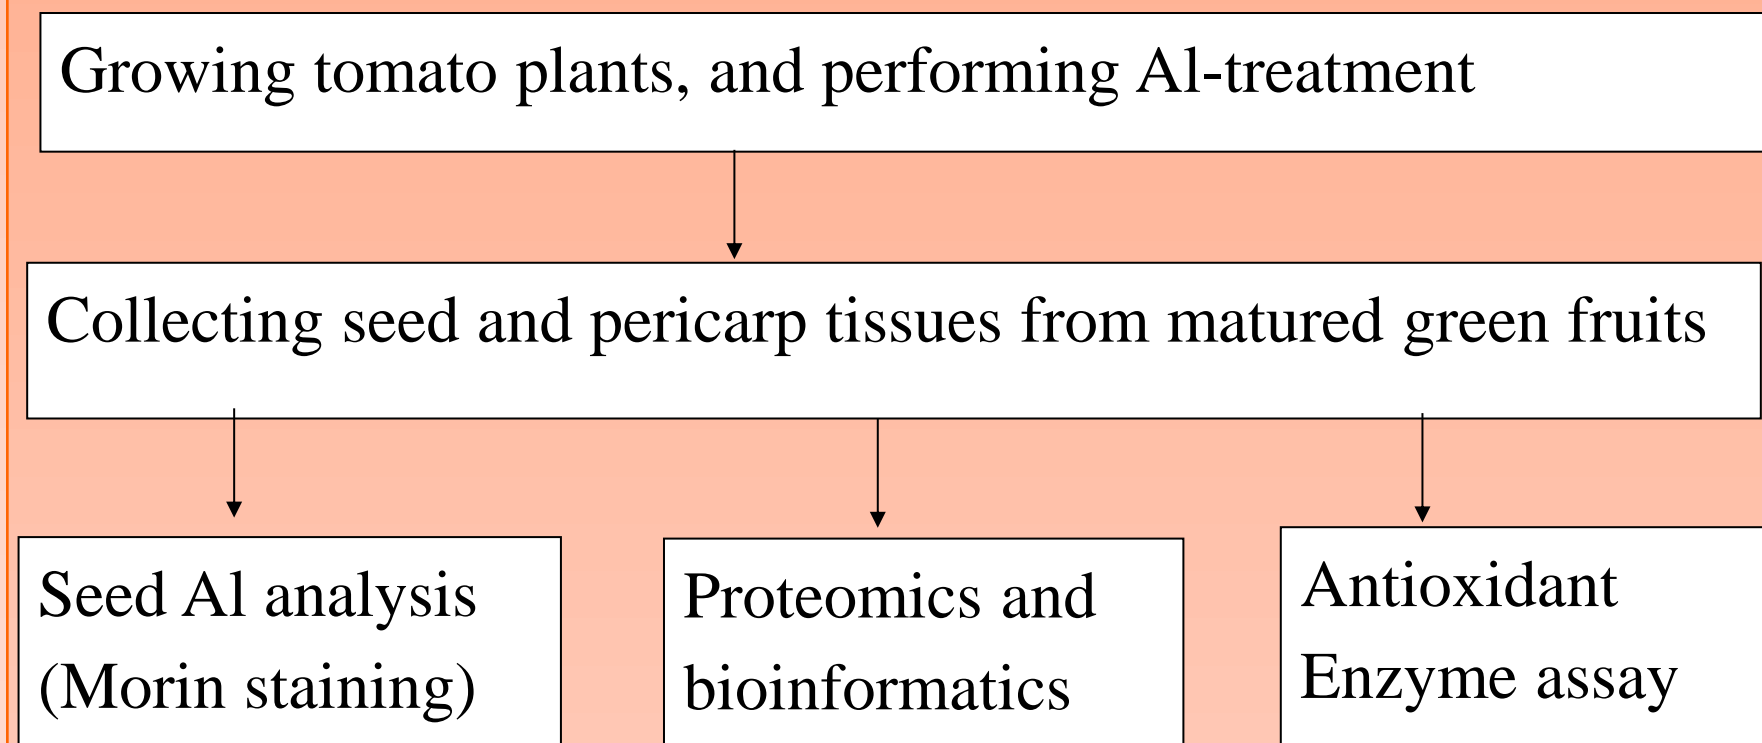 Growing tomato plants, and performing Al-treatment
Collecting seed and pericarp tissues from matured green fruits
Seed Al analysis
(Morin staining)
Proteomics and
bioinformatics
Antioxidant
Enzyme assay